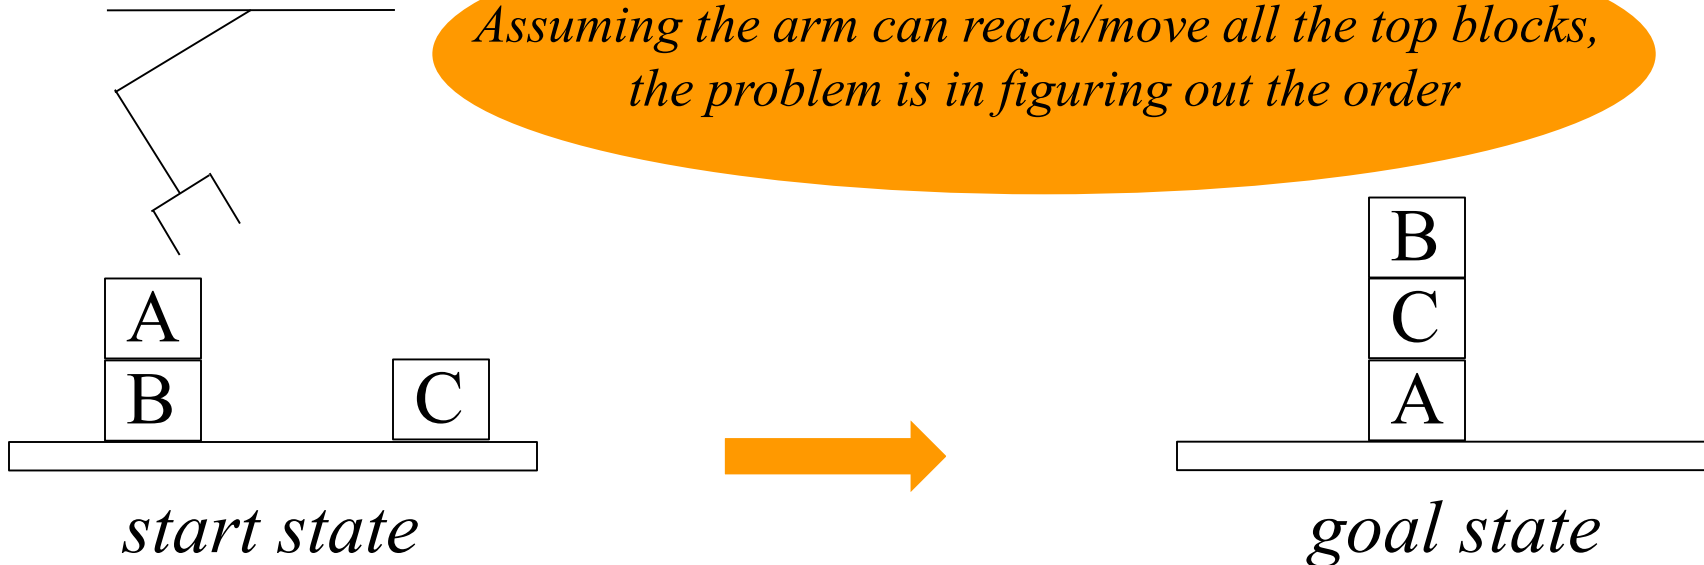 Assuming the arm can reach/move all the top blocks,
the problem is in figuring out the order
B
A
C
B
C
A
start state
goal state